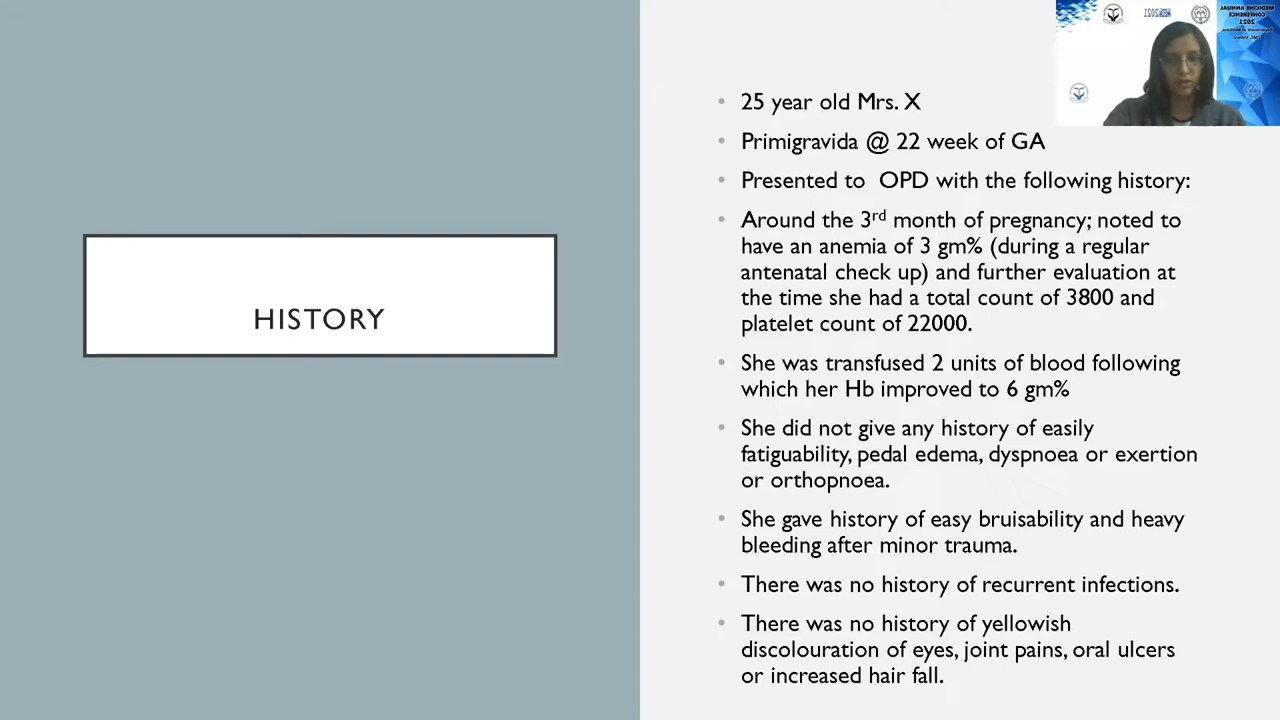 HISTORY
• 25 year old Mrs. X
• Primigravida @ 22 week of GA
• Presented to OPD with the following history:
• Around the 3rd month of pregnancy; noted to
have an anemia of 3 gm% (during a regular
antenatal check up) and further evaluation at
the time she had a total count of 3800 and
platelet count of 22000.
• She was transfused 2 units of blood following
which her Hb improved to 6 gm%
• She did not give any history of easily
fatiguability, pedal edema, dyspnoea or exertion
or orthopnoea.
• She gave history of easy bruisability and heavy
bleeding after minor trauma.
• There was no history of recurrent infections.
• There was no history of yellowish
discolouration of eyes, joint pains, oral ulcers
or increased hair fall.
MEDICINE ANNUAL
CONFERENCE
2021